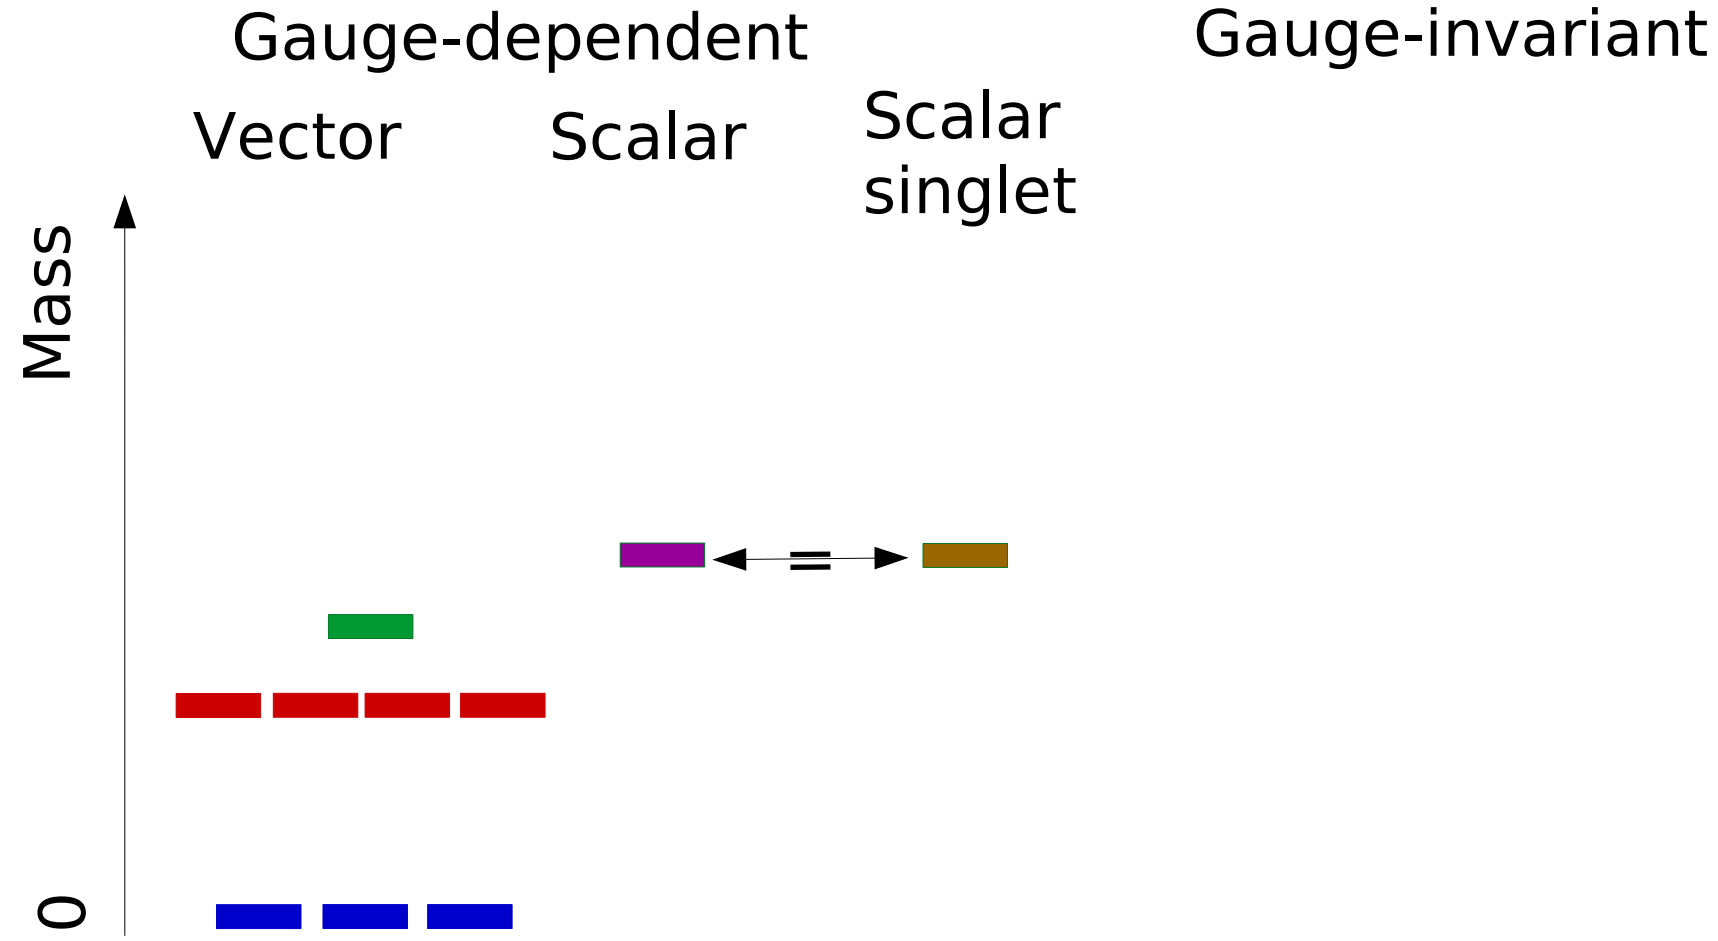 Gauge-dependent
Gauge-invariant
Vector
Scalar
Scalar
singlet
Mass
=
0